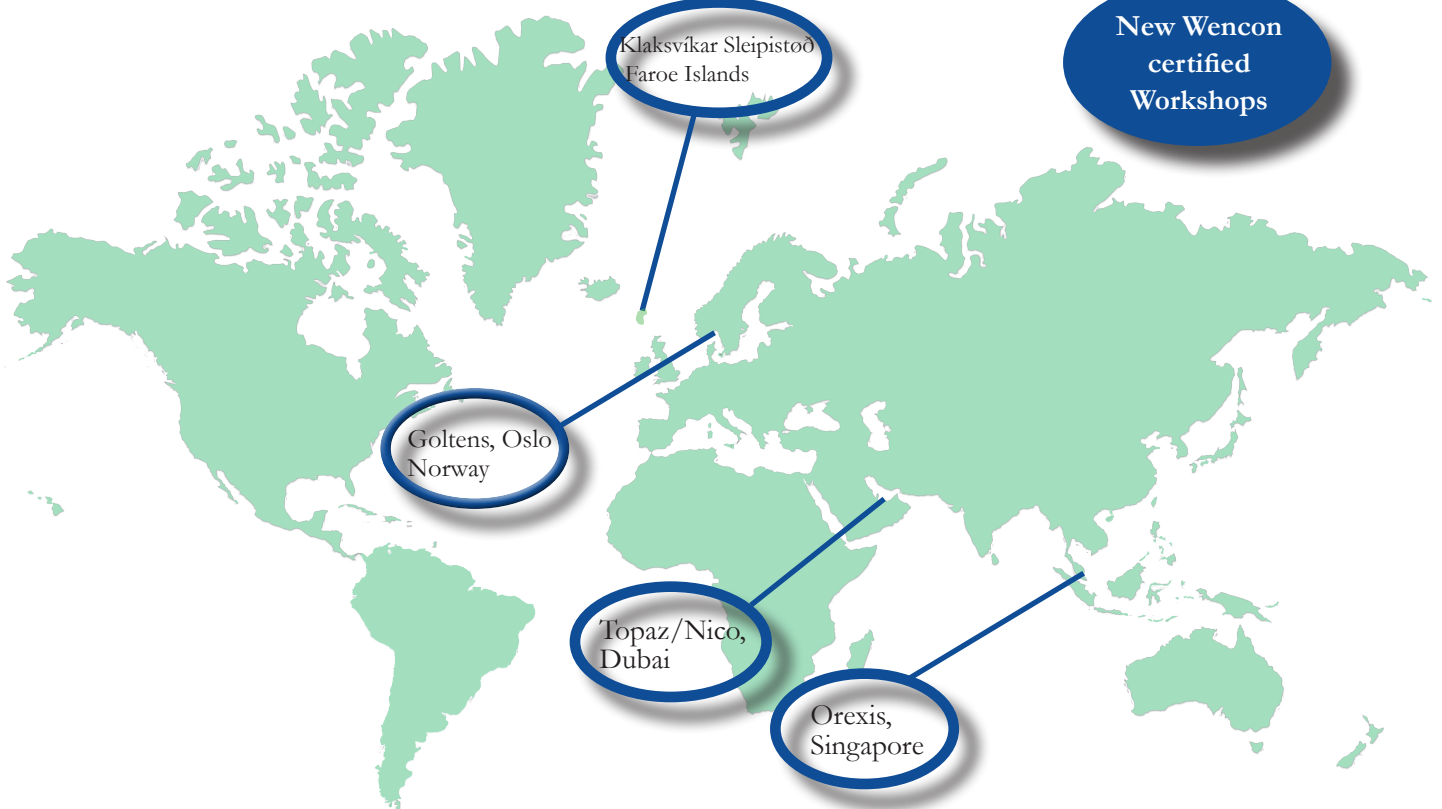 Klaksvíkar Sleipistøð
Faroe Islands
New Wencon
certified
Workshops
Goltens, Oslo
Norway
Topaz/Nico,
Dubai
Orexis,
Singapore